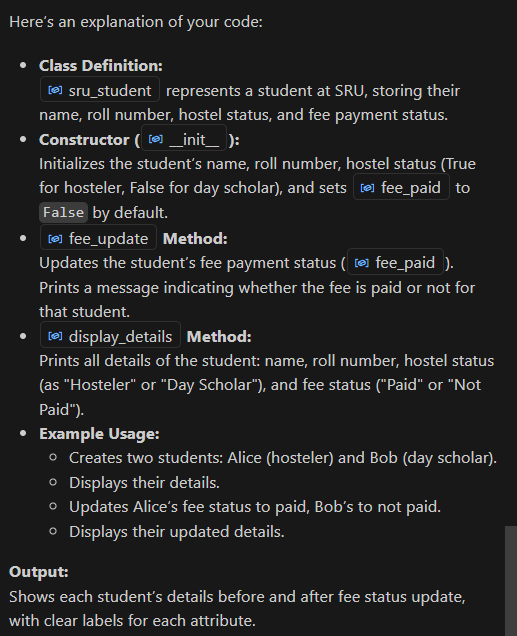 Here's an explanation of your code:
Class Definition:
sru_student represents a student at SRU, storing their
name, roll number, hostel status, and fee payment status.
Constructor ( __init__ ):
Initializes the student's name, roll number, hostel status (True
for hosteler, False for day scholar), and sets fee_paid to
False by default.
fee_update Method:
Updates the student's fee payment status ( fee_paid ).
Prints a message indicating whether the fee is paid or not for
that student.
display_details Method:
Prints all details of the student: name, roll number, hostel status
(as "Hosteler" or "Day Scholar"), and fee status ("Paid" or "Not
Paid").
Example Usage:
Creates two students: Alice (hosteler) and Bob (day scholar).
Displays their details.
Updates Alice's fee status to paid, Bob's to not paid.
Displays their updated details.
Output:
Shows each student's details before and after fee status update,
with clear labels for each attribute.